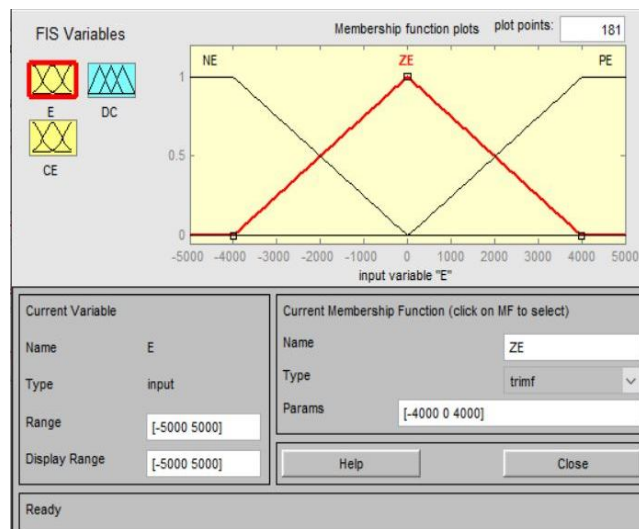 FIS Variables
Membership function plots plot points: 181
E
DC
CE
NE
ZE
PE
1
0.5
0
-5000 -4000 -3000 -2000 -1000 0 1000 2000 3000 4000 5000
input variable "E"
Current Variable
Name E
Type input
Range [-5000 5000]
Display Range [-5000 5000]
Current Membership Function (click on MF to select)
Name ZE
Type trimf
Params [-4000 0 4000]
Help Close
Ready